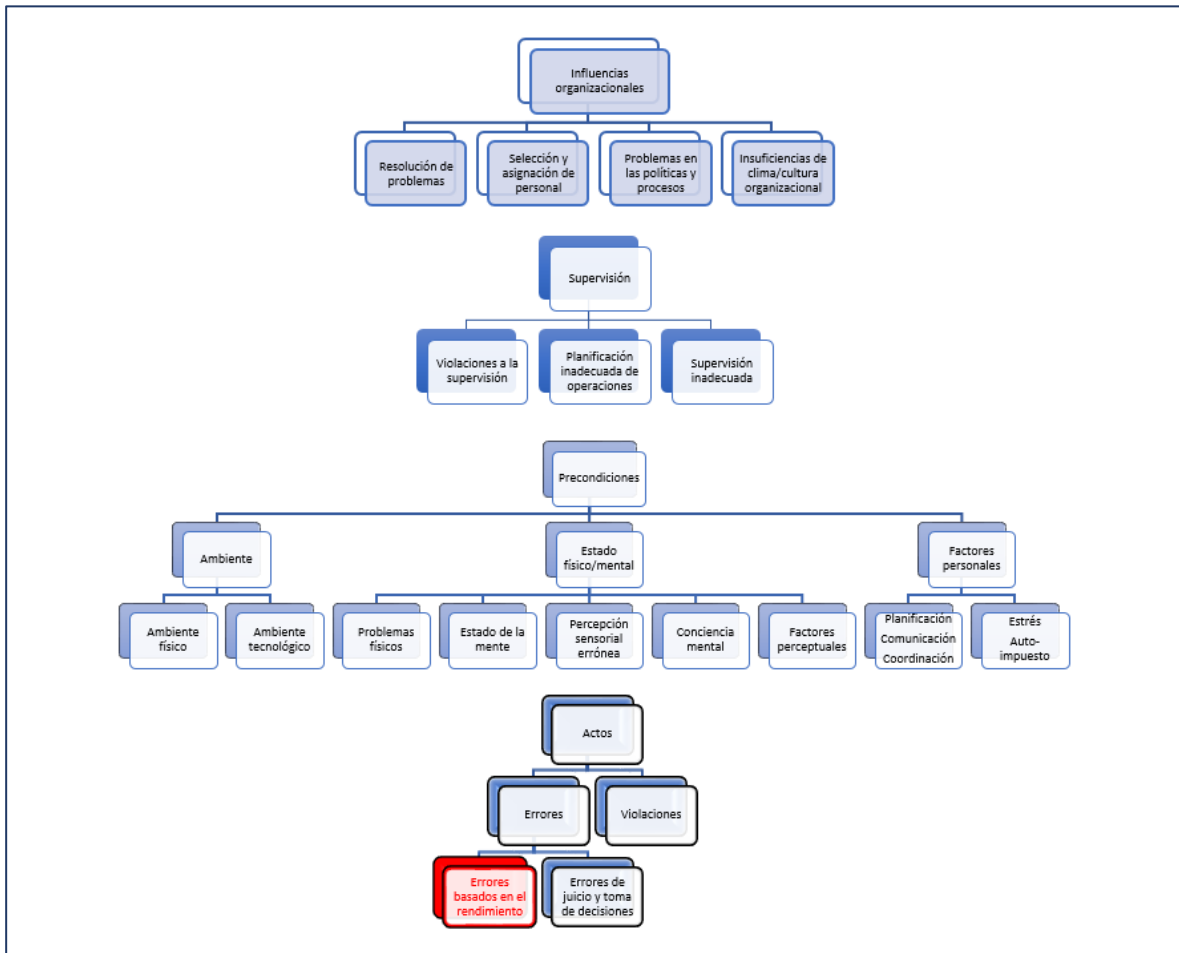 Influencias
organizacionales
Resolución de
problemas
Selección y
asignación de
personal
Problemas en
las políticas y
procesos
Insuficiencias de
clima/cultura
organizacional
Supervisión
Violaciones a la
supervisión
Planificación
inadecuada de
operaciones
Supervisión
inadecuada
Precondiciones
Ambiente
Estado
físico/mental
Factores
personales
Ambiente
físico
Ambiente
tecnológico
Problemas
físicos
Estado de la
mente
Percepción
sensorial
errónea
Conciencia
mental
Factores
perceptuales
Planificación
Comunicación
Coordinación
Estrés
Auto-
impuesto
Actos
Errores
Violaciones
Errores
basados en el
rendimiento
Errores de
juicio y toma
de decisiones